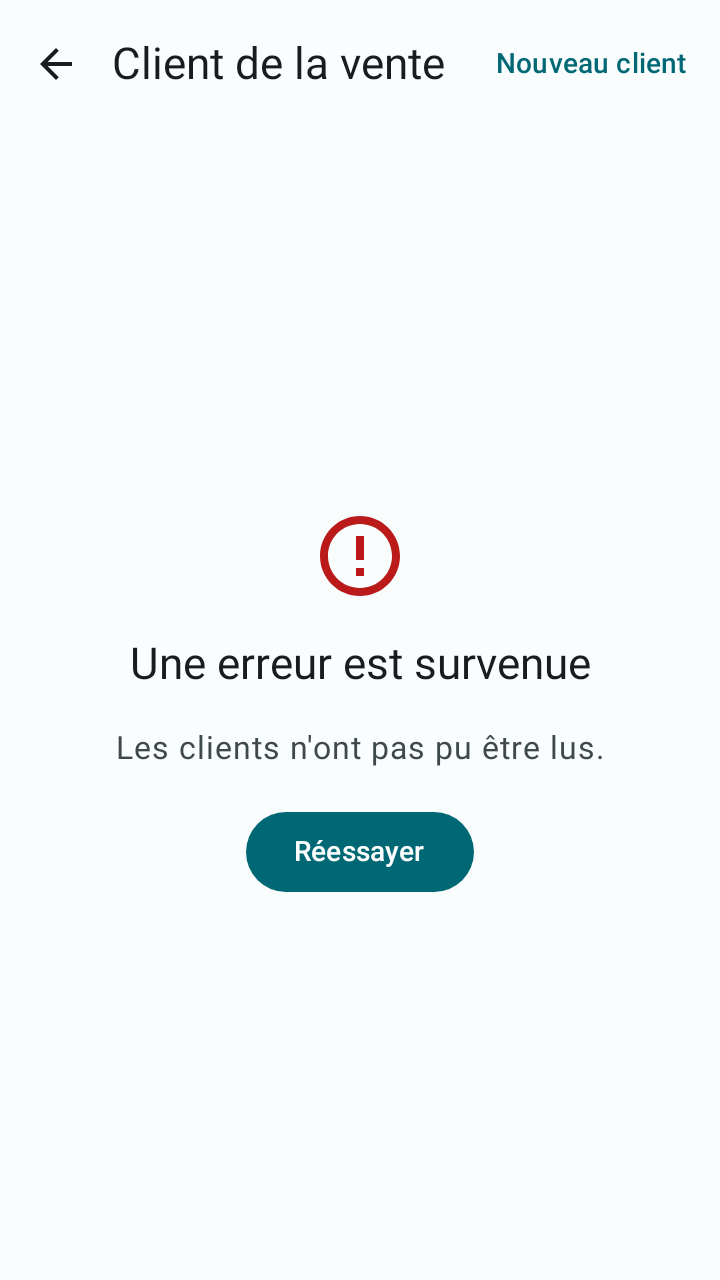 Client de la vente
Nouveau client
Une erreur est survenue
Les clients n'ont pas pu être lus.
Réessayer